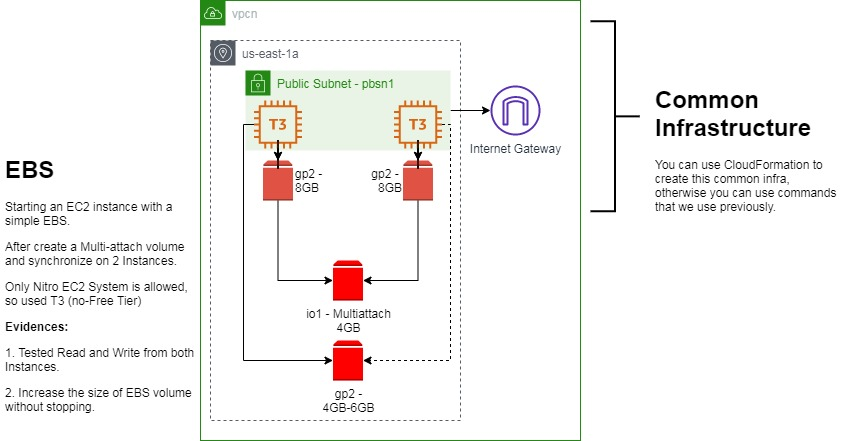 vpcn
us-east-1a
Public Subnet - pbsn1
T3
T3
Internet Gateway
gp2 -
8GB
gp2 -
8GB
io1 - Multiattach
4GB
gp2 -
4GB-6GB
EBS
Starting an EC2 instance with a
simple EBS.
After create a Multi-attach volume
and synchronize on 2 Instances.
Only Nitro EC2 System is allowed,
so used T3 (no-Free Tier)
Evidences:
1. Tested Read and Write from both
Instances.
2. Increase the size of EBS volume
without stopping.
Common
Infrastructure
You can use CloudFormation to
create this common infra,
otherwise you can use commands
that we use previously.